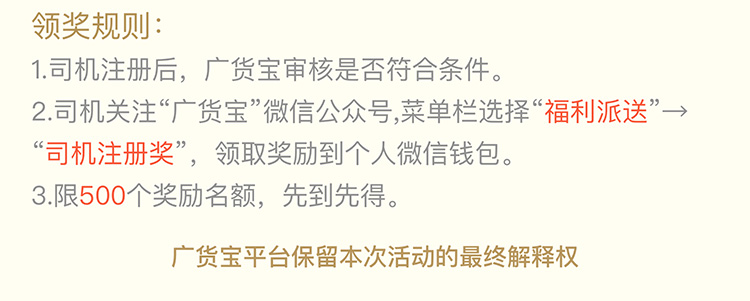 领奖规则：
1.司机注册后，广货宝审核是否符合条件。
2.司机关注“广货宝”微信公众号,菜单栏选择“福利派送”→
“司机注册奖”，领取奖励到个人微信钱包。
3.限500个奖励名额，先到先得。
广货宝平台保留本次活动的最终解释权